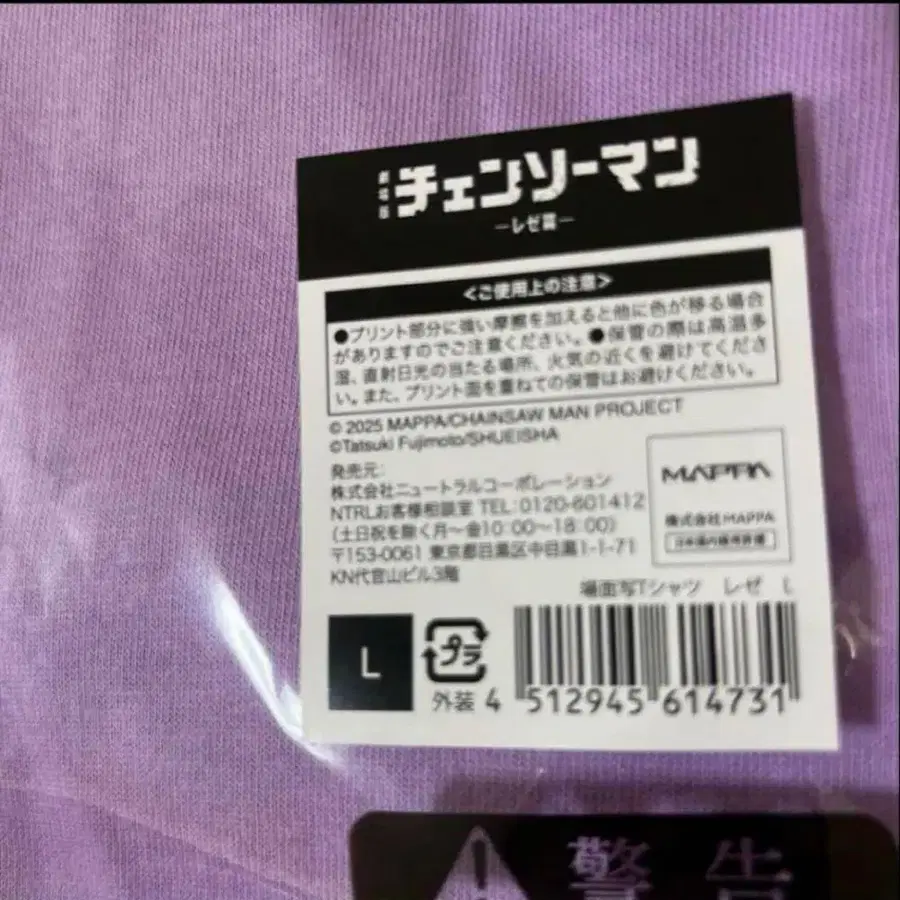 劇場版
チェンソーマン
―レゼ篇―
<ご使用上の注意>
●プリント部分に強い摩擦を加えると他に色が移る場合
がありますのでご注意ください。●保管の際は高温多
湿、直射日光の当たる場所、火気の近くを避けてくださ
い。また、プリント面を重ねての保管はお避けください。
© 2025 MAPPA/CHAINSAW MAN PROJECT
©Tatsuki Fujimoto/SHUEISHA
発売元:
株式会社ニュートラルコーポレーション
NTRLお客様相談室 TEL:0120-601412
(土日祝を除く月～金10:00～18:00)
〒153-0061 東京都目黒区中目黒1-1-71
KN代官山ビル3階
MAPPA
株式会社MAPPA
日本国内販売許諾
場面写Tシャツ レゼ L
L
プラ
外装
4 512945 614731
警告